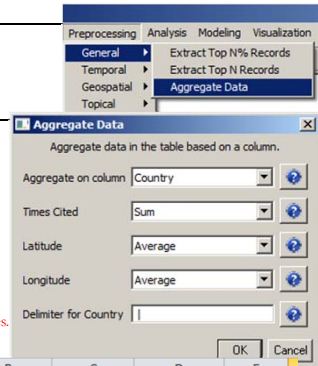 Preprocessing Analysis Modeling Visualization
General Extract Top N% Records
Temporal Extract Top N Records
Geospatial Aggregate Data
Topical
Aggregate Data
Aggregate data in the table based on a column.
Aggregate on column Country
Times Cited Sum
Latitude Average
Longitude Average
Delimiter for Country |
s.
OK Cancel